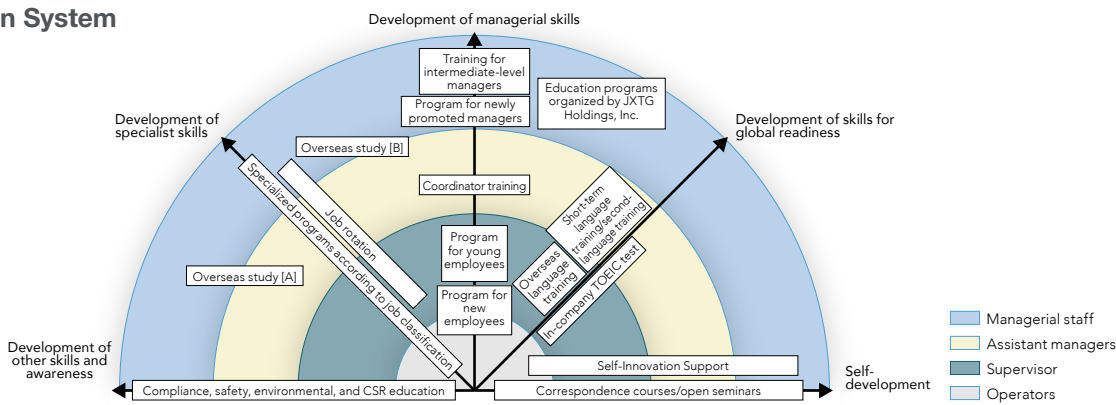 n System
Development of managerial skills
Training for
intermediate-level
managers
Education programs
organized by JXTG
Holdings, Inc.
Program for newly
promoted managers
Development of
specialist skills
Development of skills for
global readiness
Overseas study [B]
Specialized programs according to job classification
Job rotation
Coordinator training
Short-term
language
training/second-
language training
Program
for young
employees
Overseas
language
training
In-company TOEIC test
Overseas study [A]
Program for
new
employees
Development of
other skills and
awareness
Self-Innovation Support
Self-
development
Compliance, safety, environmental, and CSR education
Correspondence courses/open seminars
Managerial staff
Assistant managers
Supervisor
Operators